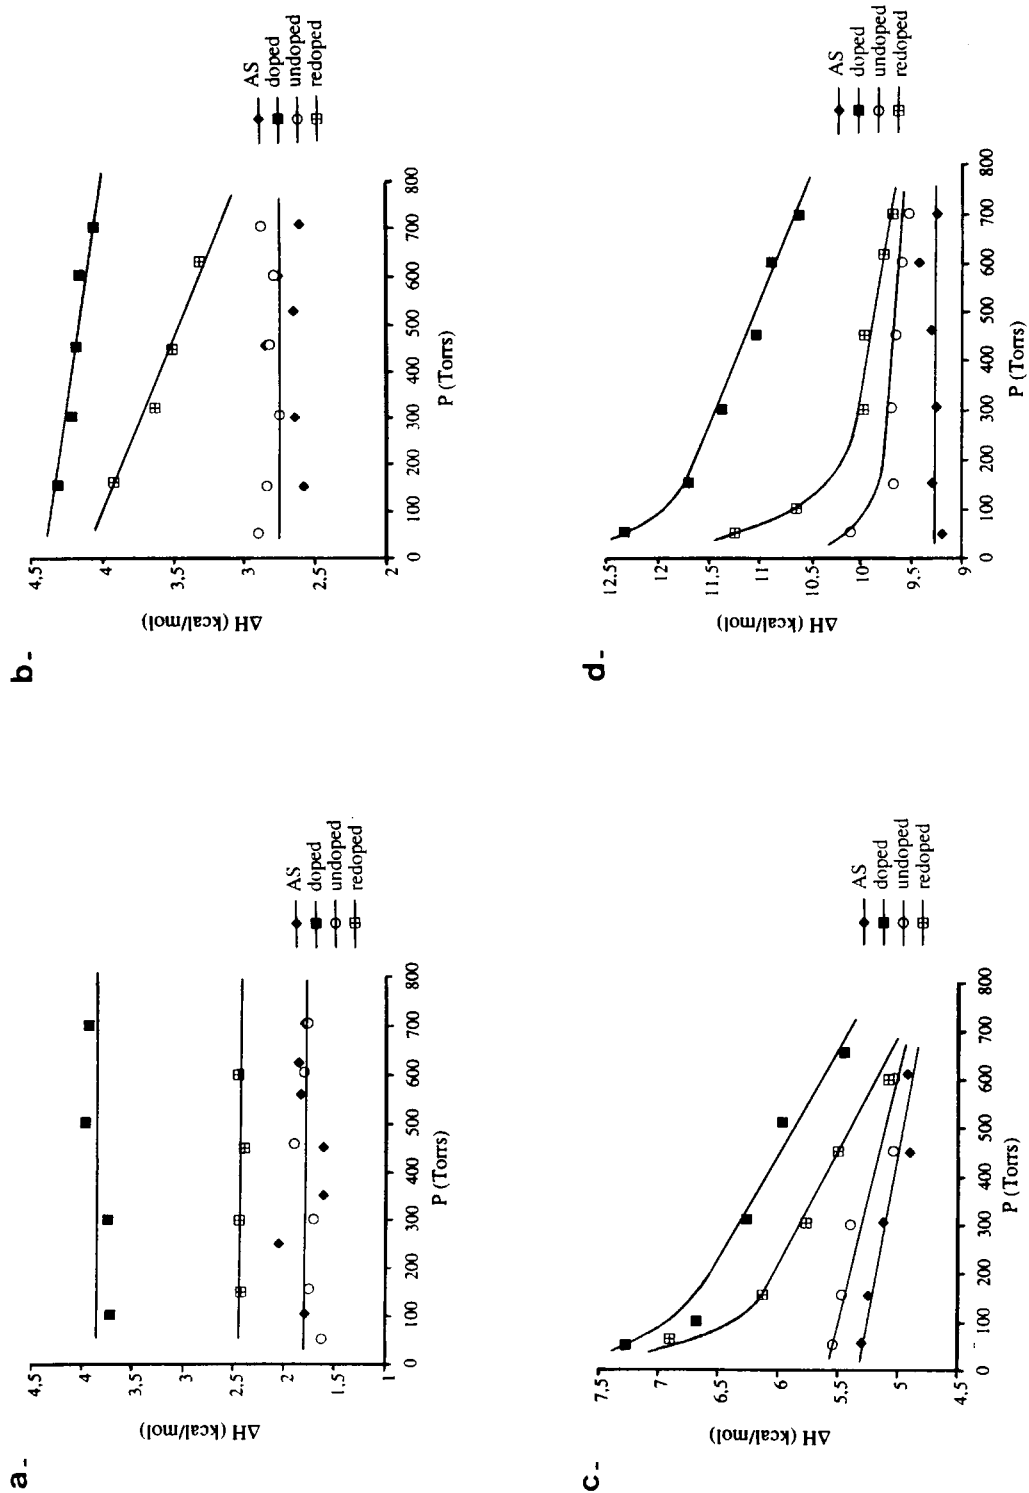 a-
4.5
4
3.5
3
2.5
2
1.5
1
ΔH (kcal/mol)
0
100
200
300
400
500
600
700
800
P (Torrs)
AS
doped
undoped
redoped
b-
4.5
4
3.5
3
2.5
2
ΔH (kcal/mol)
0
100
200
300
400
500
600
700
800
P (Torrs)
AS
doped
undoped
redoped
c-
7.5
7
6.5
6
5.5
5
4.5
ΔH (kcal/mol)
0
100
200
300
400
500
600
700
800
P (Torrs)
AS
doped
undoped
redoped
d-
12.5
12
11.5
11
10.5
10
9.5
9
ΔH (kcal/mol)
0
100
200
300
400
500
600
700
800
P (Torrs)
AS
doped
undoped
redoped